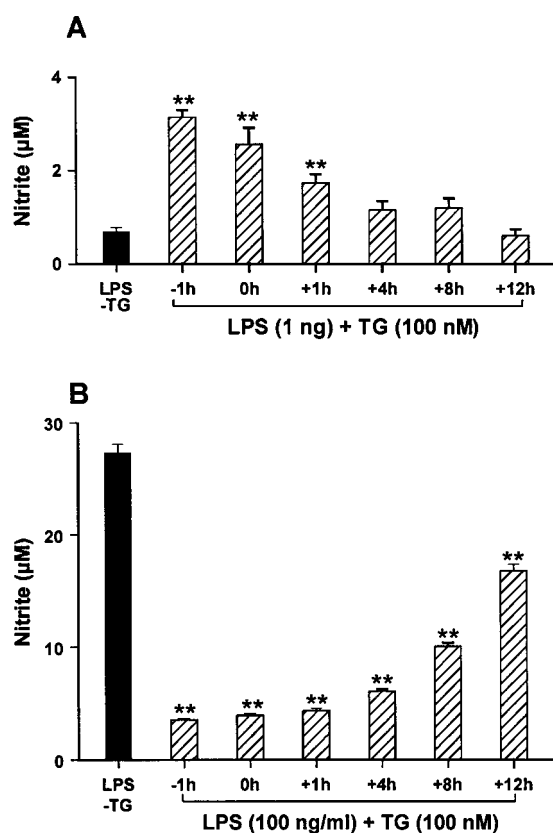 A
Nitrite (µM)
4
2
0
** ** **
LPS
-TG
-1h 0h +1h +4h +8h +12h
LPS (1 ng) + TG (100 nM)
B
Nitrite (µM)
30
20
10
0
** ** ** ** ** **
LPS
-TG
-1h 0h +1h +4h +8h +12h
LPS (100 ng/ml) + TG (100 nM)